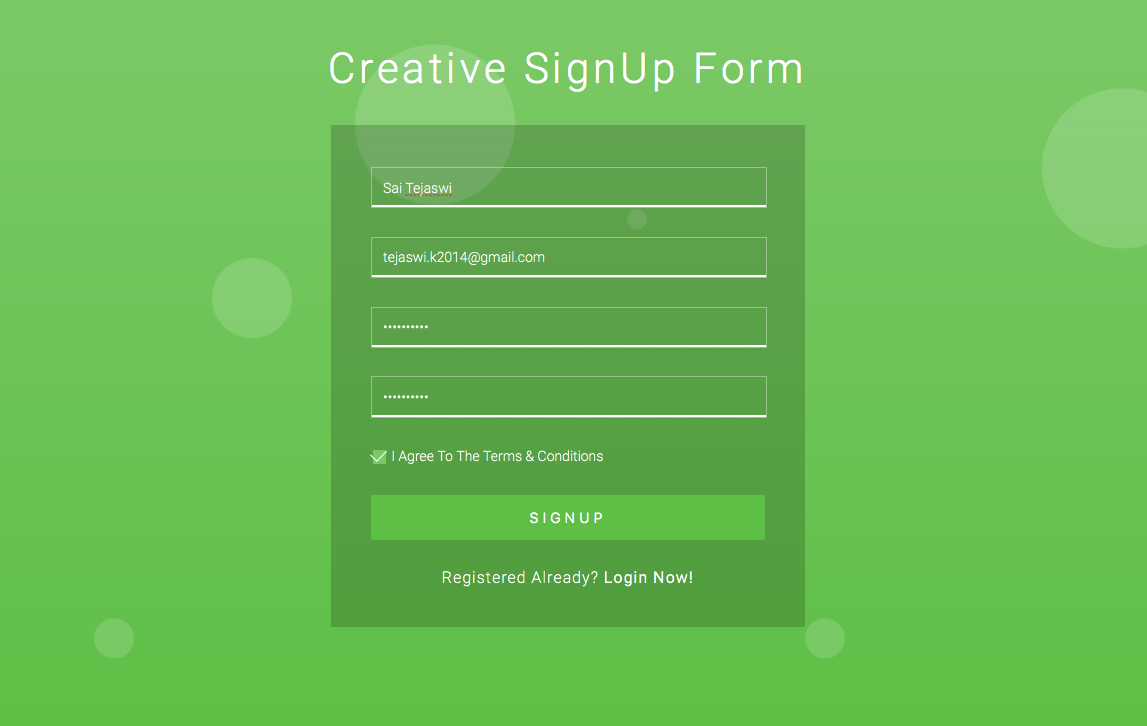 Creative SignUp Form
Sai Tejaswi
tejaswi.k2014@gmail.com
••••••••••
••••••••••
I Agree To The Terms & Conditions
SIGNUP
Registered Already? Login Now!